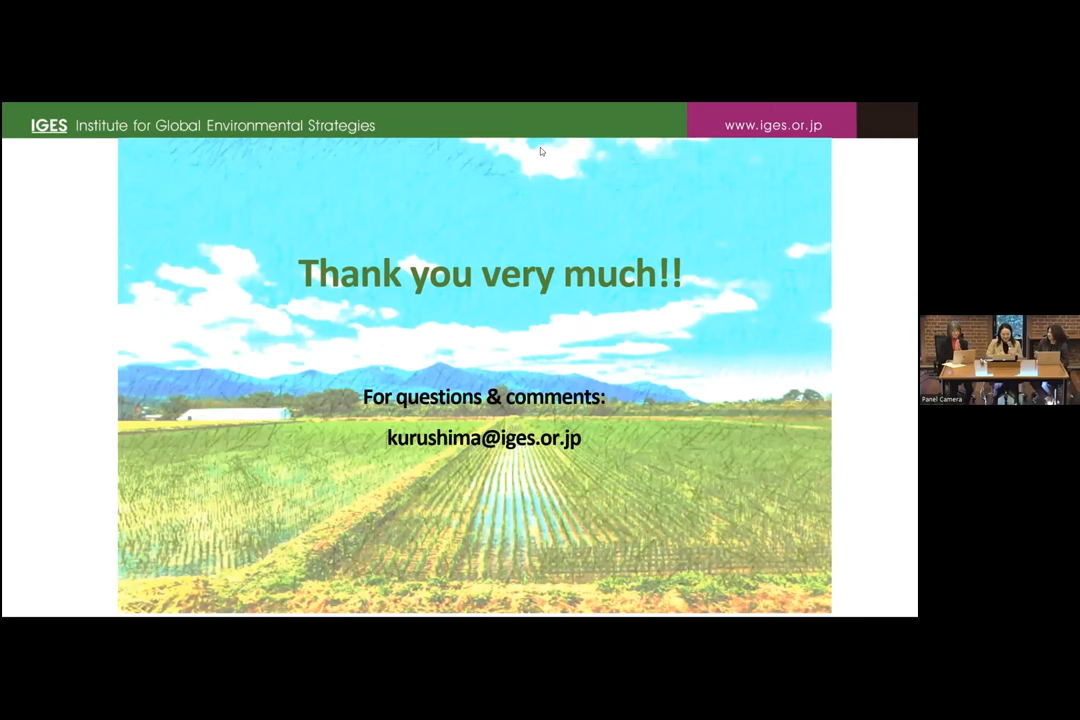 IGES Institute for Global Environmental Strategies
www.iges.or.jp
Thank you very much!!
For questions & comments:
kurushima@iges.or.jp
Panel Camera